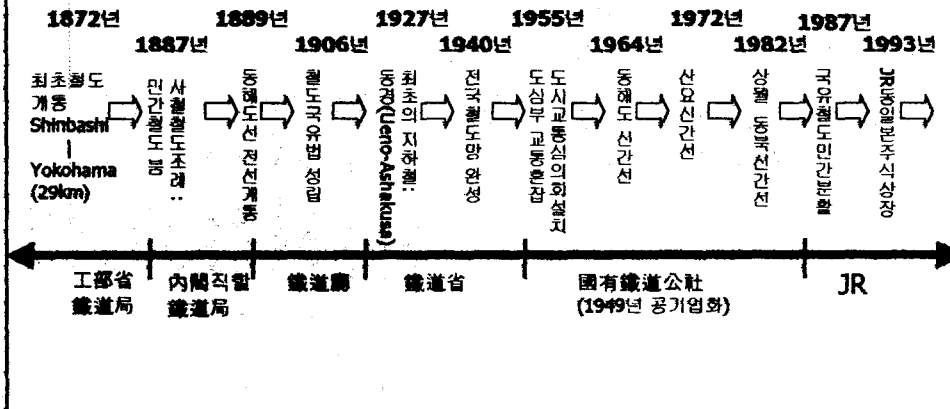 1872년
1887년
1889년
1906년
1927년
1940년
1955년
1964년
1972년
1982년
1987년
1993년
최초철도
개통
Shinbashi
|
Yokohama
(29km)
사철철도조례:
민간철도 붐
동해도선 전선개통
철도국유법 성립
최초의 지하철:
동경(Ueno-Ashakusa)
전국철도망 완성
도시교통심의회설치
도심부 교통혼잡
동해도 신간선
산요신간선
상월 동북신간선
국유철도민간분할
JR동일본주식상장
工部省
鐵道局
內閣직할
鐵道局
鐵道廳
鐵道省
國有鐵道公社
(1949년 공기업화)
JR